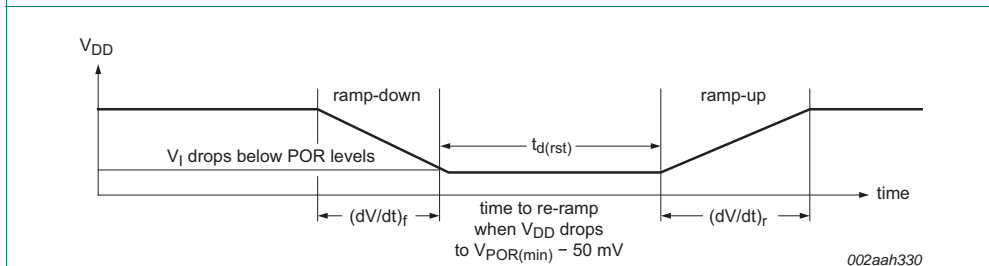 VDD
ramp-down
ramp-up
td(rst)
VI drops below POR levels
time
(dV/dt)f
time to re-ramp
when VDD drops
to VPOR(min) − 50 mV
(dV/dt)r
002aah330